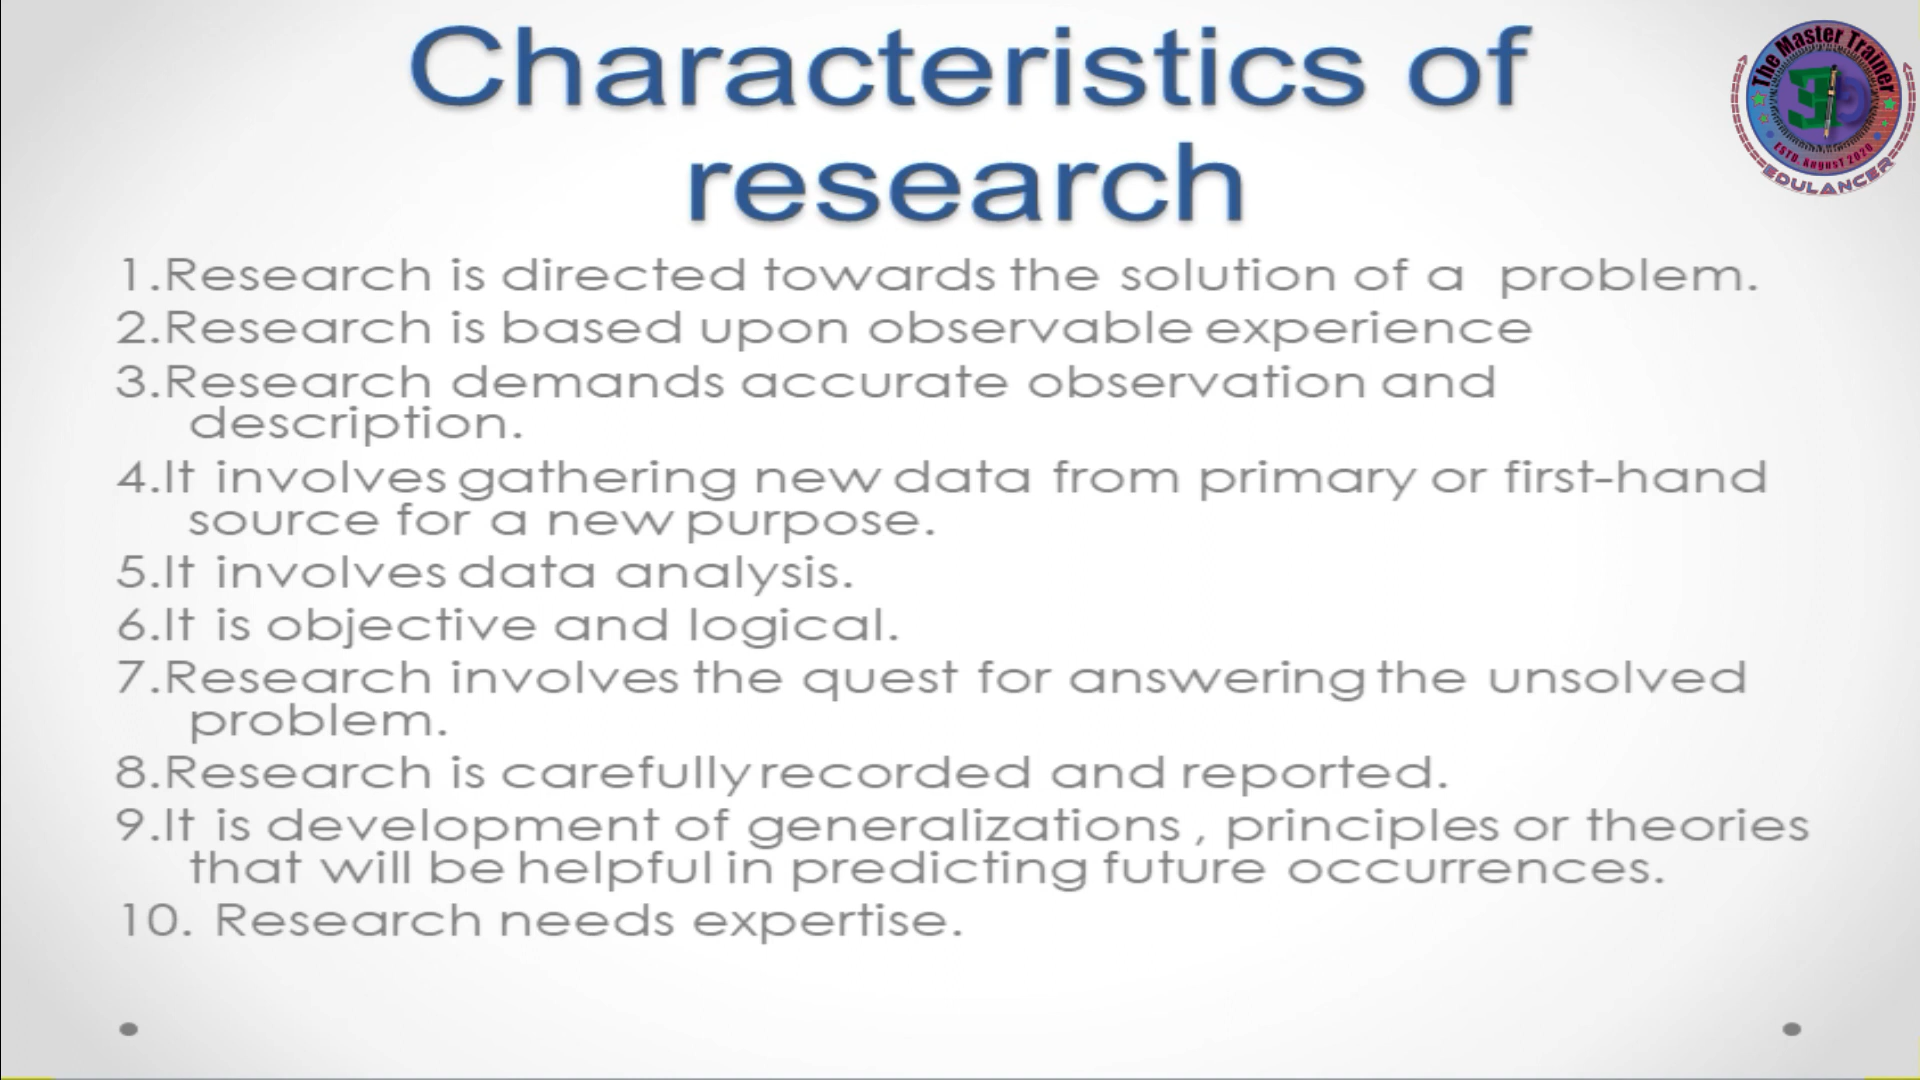 Characteristics of
research
The Master Trainer
ESTD. August 2020
EDULANCER
1.Research is directed towards the solution of a problem.
2.Research is based upon observable experience
3.Research demands accurate observation and
description.
4.It involves gathering new data from primary or first-hand
source for a new purpose.
5.It involves data analysis.
6.It is objective and logical.
7.Research involves the quest for answering the unsolved
problem.
8.Research is carefully recorded and reported.
9.It is development of generalizations , principles or theories
that will be helpful in predicting future occurrences.
10. Research needs expertise.